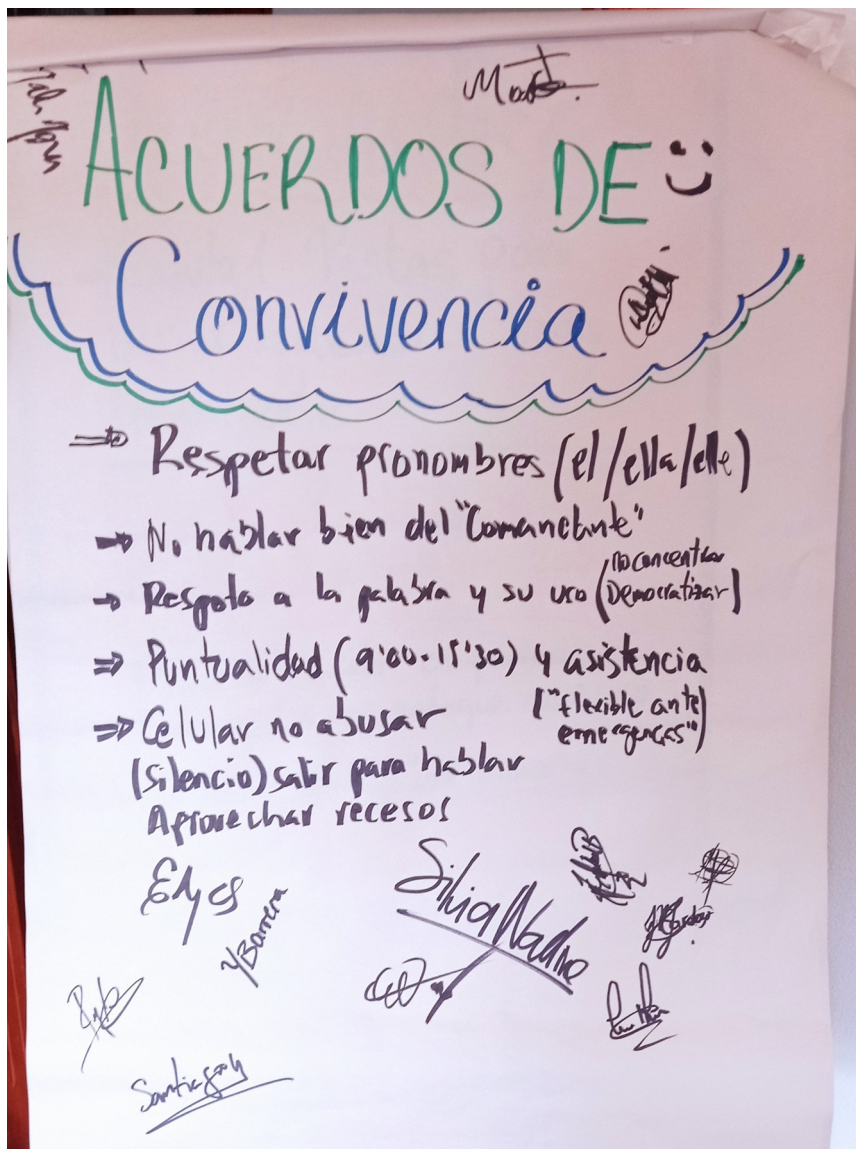 ACUERDOS DE
Convivencia
Respetar pronombres (el/ella/elle)
No hablar bien del "Comandante"
Respeto a la palabra y su uso (no concentrar
Democratizar)
Puntualidad (9:00-15:30) y asistencia
("flexible ante
emergencias")
Celular no abusar
(silencio) salir para hablar
Aprovechar recesos
YBarrera
Silvia